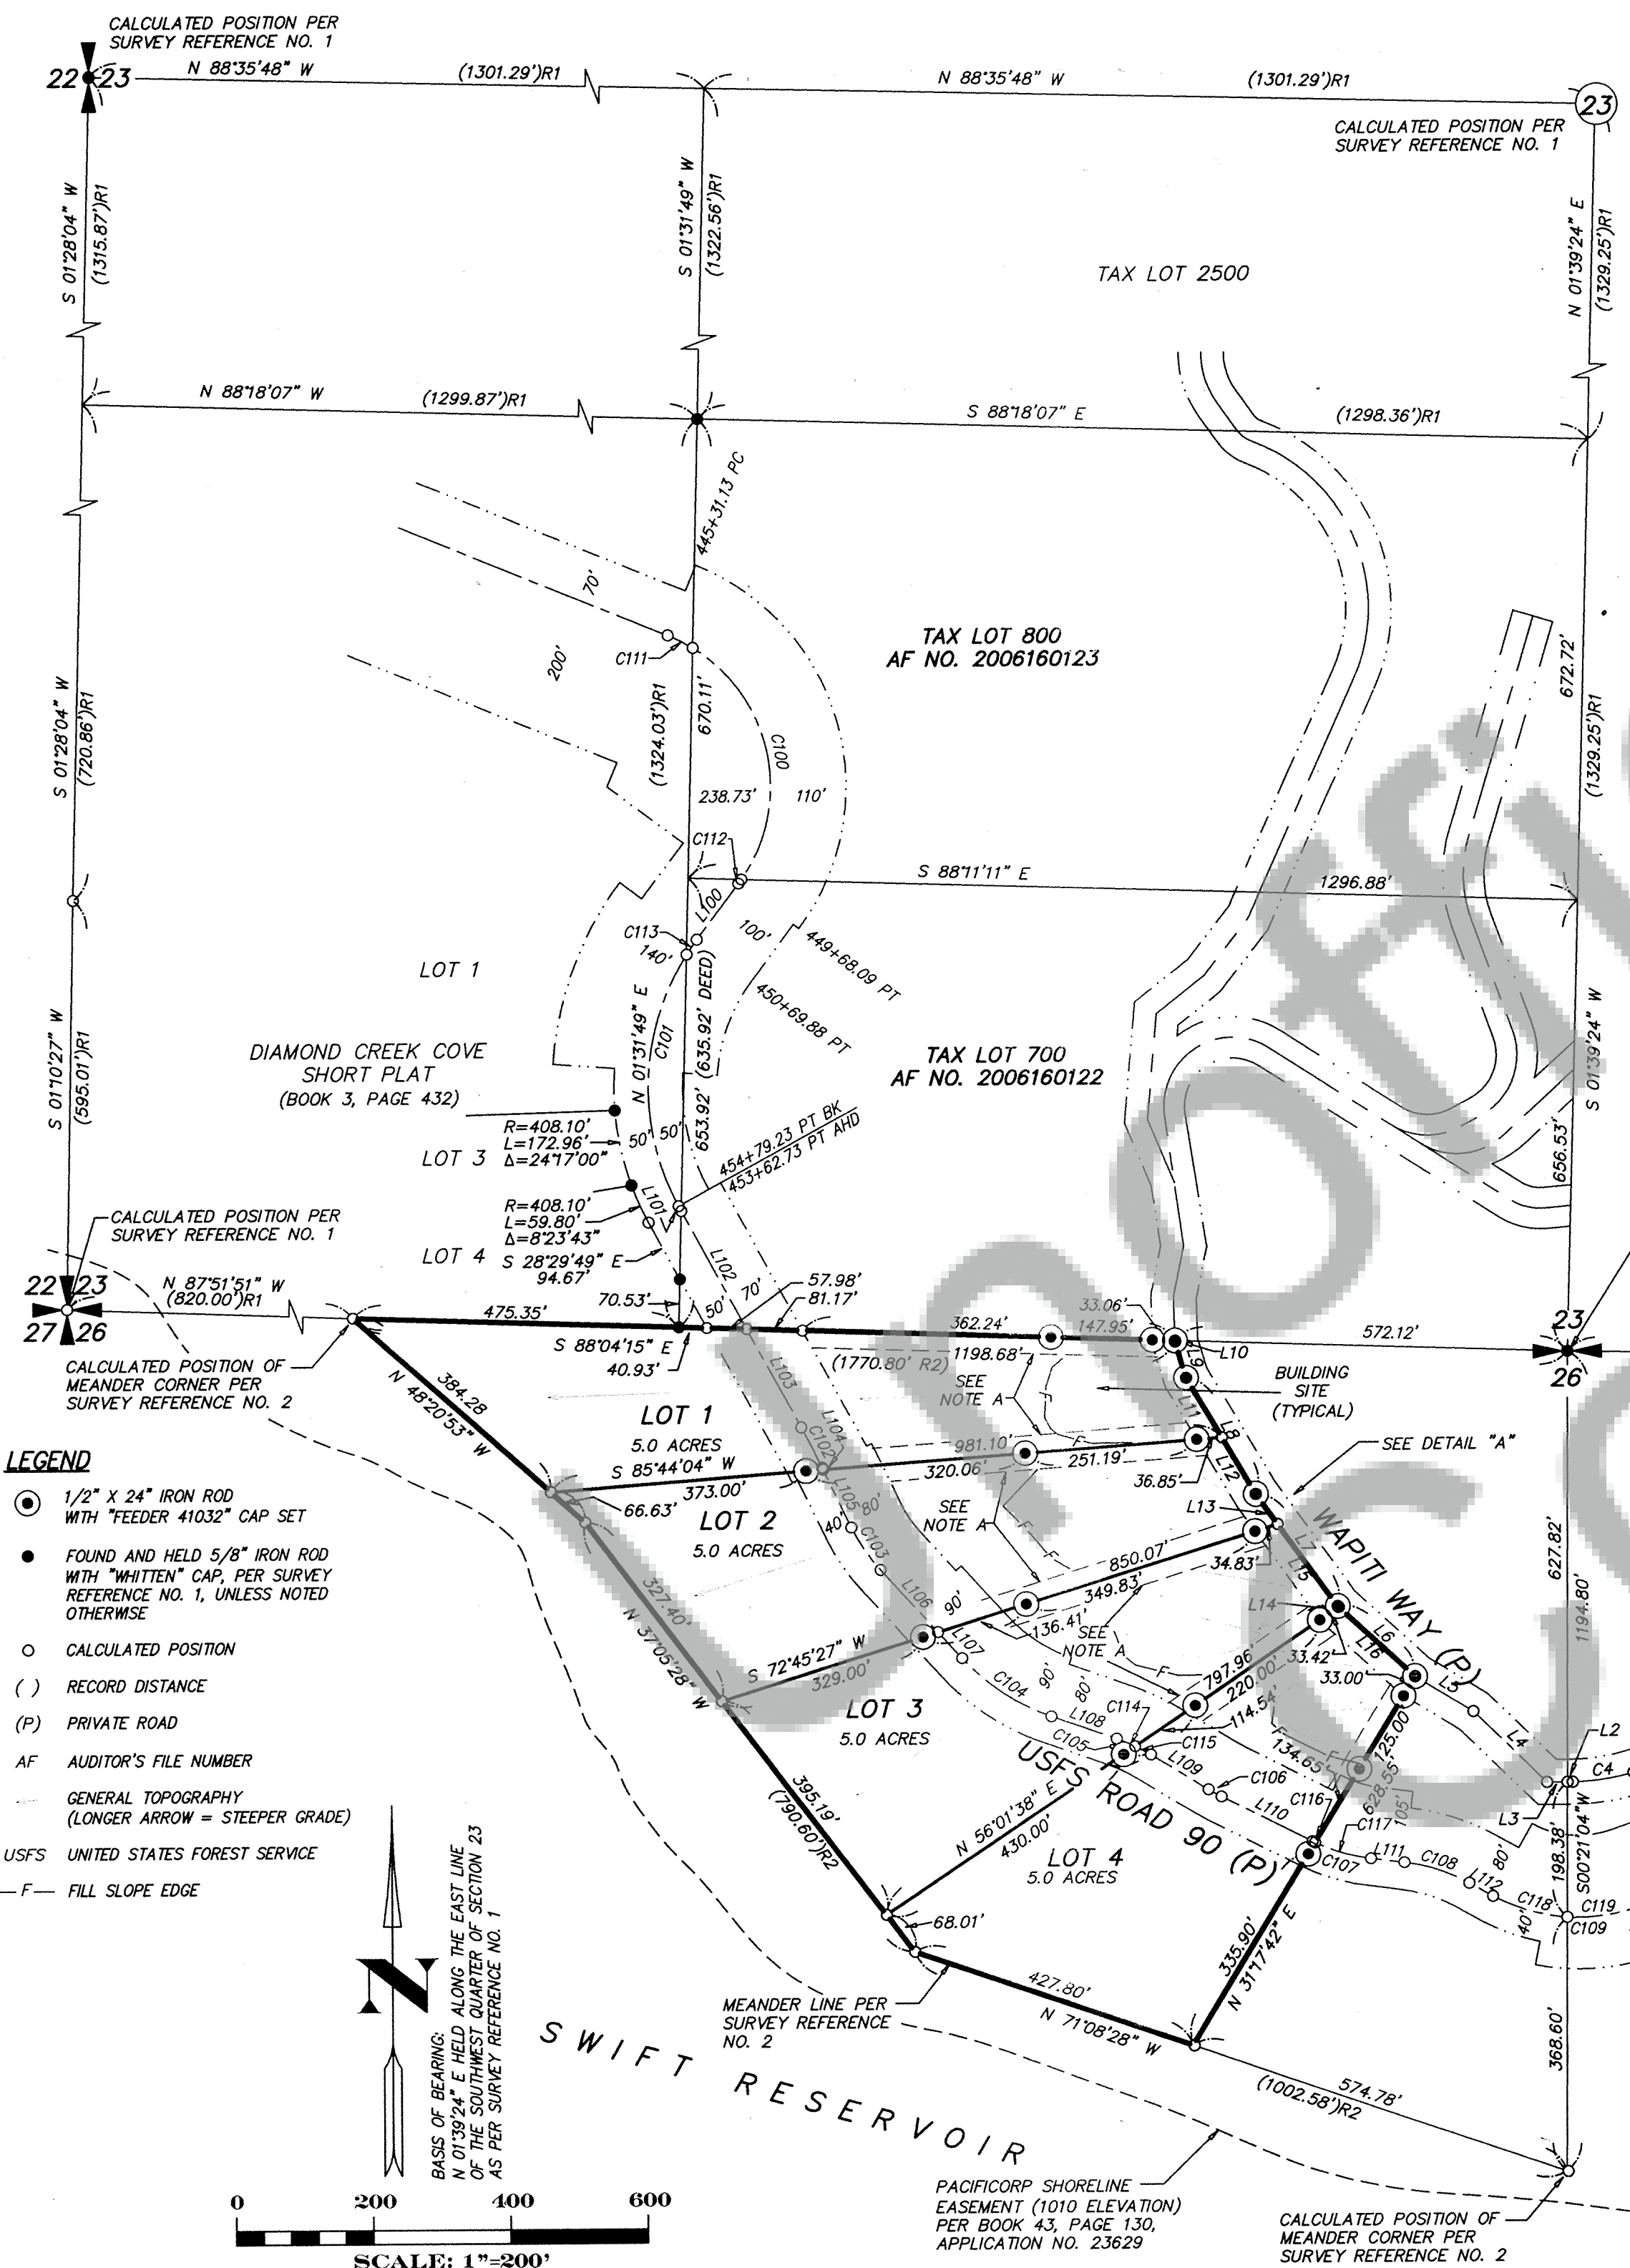 CALCULATED POSITION PER
SURVEY REFERENCE NO. 1
22 23
N 88°35'48" W
(1301.29')R1
N 88°35'48" W
(1301.29')R1
23
CALCULATED POSITION PER
SURVEY REFERENCE NO. 1
S 01°28'04" W
(1315.87')R1
S 01°31'49" W
(1322.56')R1
N 01°39'24" E
(1329.25')R1
TAX LOT 2500
N 88°18'07" W
(1299.87')R1
S 88°18'07" E
(1298.36')R1
445+31.13 PC
70'
200'
C111
TAX LOT 800
AF NO. 2006160123
672.72'
(1329.25')R1
S 01°28'04" W
(720.86')R1
(1324.03')R1
670.11'
C100
238.73'
110'
C112
S 88°11'11" E
1296.88'
L100
C113
140'
100'
449+68.09 PT
450+69.88 PT
LOT 1
N 01°31'49" E
C101
653.92' (635.92' DEED)
S 01°10'27" W
(595.01')R1
DIAMOND CREEK COVE
SHORT PLAT
(BOOK 3, PAGE 432)
TAX LOT 700
AF NO. 2006160122
S 01°39'24" W
656.53'
R=408.10'
L=172.96'
Δ=24°17'00"
50' 50'
LOT 3
454+79.23 PT BK
453+62.73 PT AHD
R=408.10'
L=59.80'
Δ=8°23'43"
L101
CALCULATED POSITION PER
SURVEY REFERENCE NO. 1
LOT 4
S 28°29'49" E
94.67'
L102
22 23
27 26
N 87°51'51" W
(820.00')R1
475.35'
70.53'
50'
70'
57.98'
81.17'
S 88°04'15" E
40.93'
362.24'
33.06'
147.95'
1198.68'
(1770.80' R2)
572.12'
23
26
L9
L10
CALCULATED POSITION OF
MEANDER CORNER PER
SURVEY REFERENCE NO. 2
384.28
N 48°20'53" W
L103
L104
C102
SEE
NOTE A
F
BUILDING
SITE
(TYPICAL)
L11
L8
LOT 1
5.0 ACRES
S 85°44'04" W
373.00'
981.10'
320.06'
251.19'
36.85'
L12
SEE DETAIL "A"
66.63'
LOT 2
5.0 ACRES
L105
80'
40'
C103
SEE
NOTE A
L13
L7
L15
WAPITI WAY (P)
850.07'
349.83'
34.83'
627.82'
1194.80'
L106
90'
136.41'
SEE
NOTE A
L14
L6
L16
33.42'
33.00'
327.40'
N 37°05'28" W
S 72°45'27" W
329.00'
L107
LOT 3
5.0 ACRES
C104
90'
80'
L108
C105
C114
C115
797.96'
220.00'
114.54'
L5
L4
L2
C4
L3
L109
C106
134.65'
125.00'
628.55'
105'
USFS ROAD 90 (P)
L110
C116
C117
C107
L111
C108
L112
80'
C118
40'
C119
C109
198.38'
S00°21'04"W
395.19'
(790.60')R2
N 56°01'38" E
430.00'
LOT 4
5.0 ACRES
68.01'
335.90'
N 31°17'42" E
427.80'
N 71°08'28" W
MEANDER LINE PER
SURVEY REFERENCE
NO. 2
574.78'
(1002.58')R2
368.60'
SWIFT RESERVOIR
PACIFICORP SHORELINE
EASEMENT (1010 ELEVATION)
PER BOOK 43, PAGE 130,
APPLICATION NO. 23629
CALCULATED POSITION OF
MEANDER CORNER PER
SURVEY REFERENCE NO. 2
LEGEND
1/2" X 24" IRON ROD
WITH "FEEDER 41032" CAP SET
FOUND AND HELD 5/8" IRON ROD
WITH "WHITTEN" CAP, PER SURVEY
REFERENCE NO. 1, UNLESS NOTED
OTHERWISE
CALCULATED POSITION
( ) RECORD DISTANCE
(P) PRIVATE ROAD
AF AUDITOR'S FILE NUMBER
GENERAL TOPOGRAPHY
(LONGER ARROW = STEEPER GRADE)
USFS UNITED STATES FOREST SERVICE
—F— FILL SLOPE EDGE
N
BASIS OF BEARING:
N 01°39'24" E HELD ALONG THE EAST LINE
OF THE SOUTHWEST QUARTER OF SECTION 23
AS PER SURVEY REFERENCE NO. 1
0 200 400 600
SCALE: 1"=200'